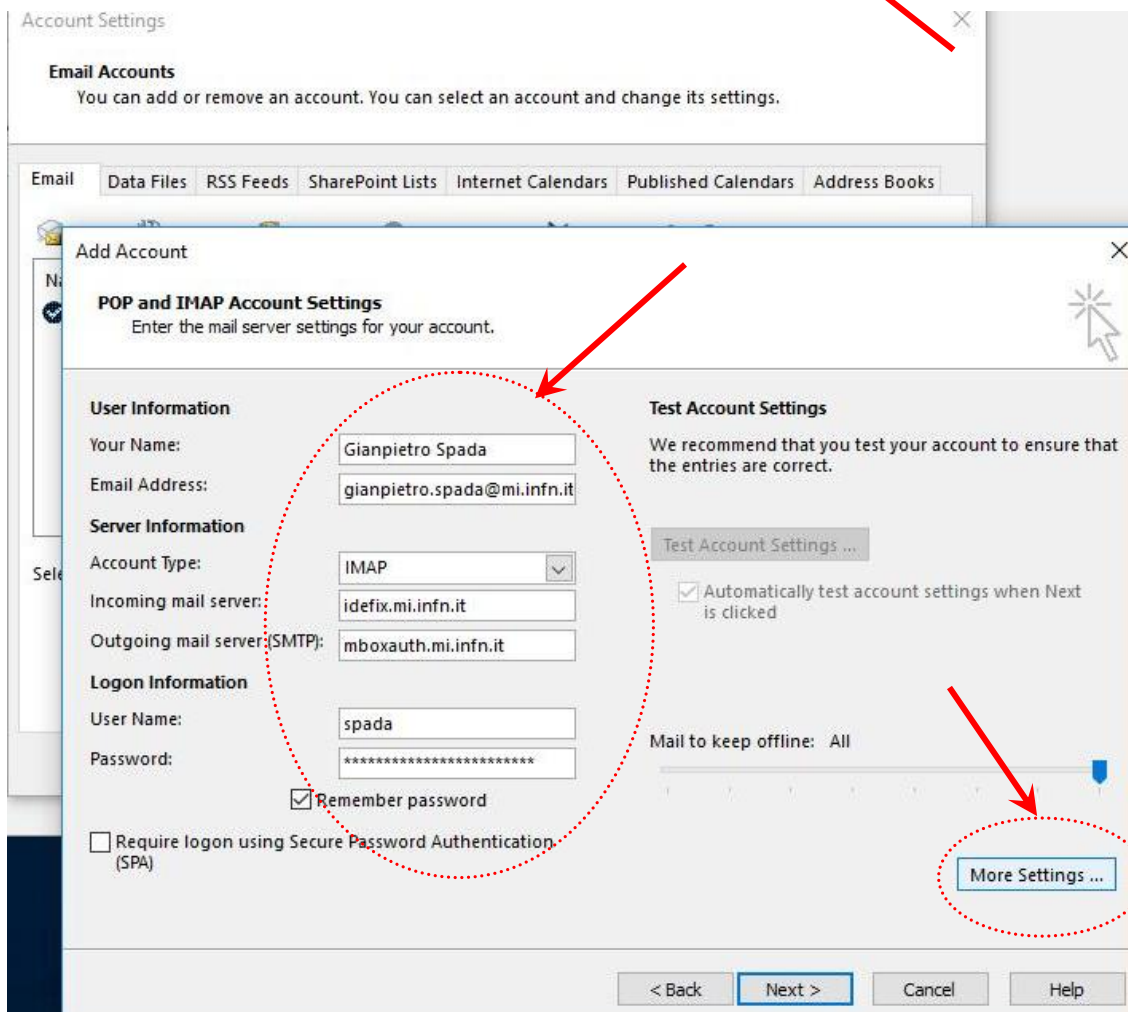 Account Settings
Email Accounts
You can add or remove an account. You can select an account and change its settings.
Email Data Files RSS Feeds SharePoint Lists Internet Calendars Published Calendars Address Books
Add Account
POP and IMAP Account Settings
Enter the mail server settings for your account.
User Information
Your Name: Gianpietro Spada
Email Address: gianpietro.spada@mi.infn.it
Server Information
Account Type: IMAP
Incoming mail server: idefix.mi.infn.it
Outgoing mail server (SMTP): mboxauth.mi.infn.it
Logon Information
User Name: spada
Password: ************************
Remember password
Require logon using Secure Password Authentication
(SPA)
Test Account Settings
We recommend that you test your account to ensure that
the entries are correct.
Test Account Settings ...
Automatically test account settings when Next
is clicked
Mail to keep offline: All
More Settings ...
< Back Next > Cancel Help